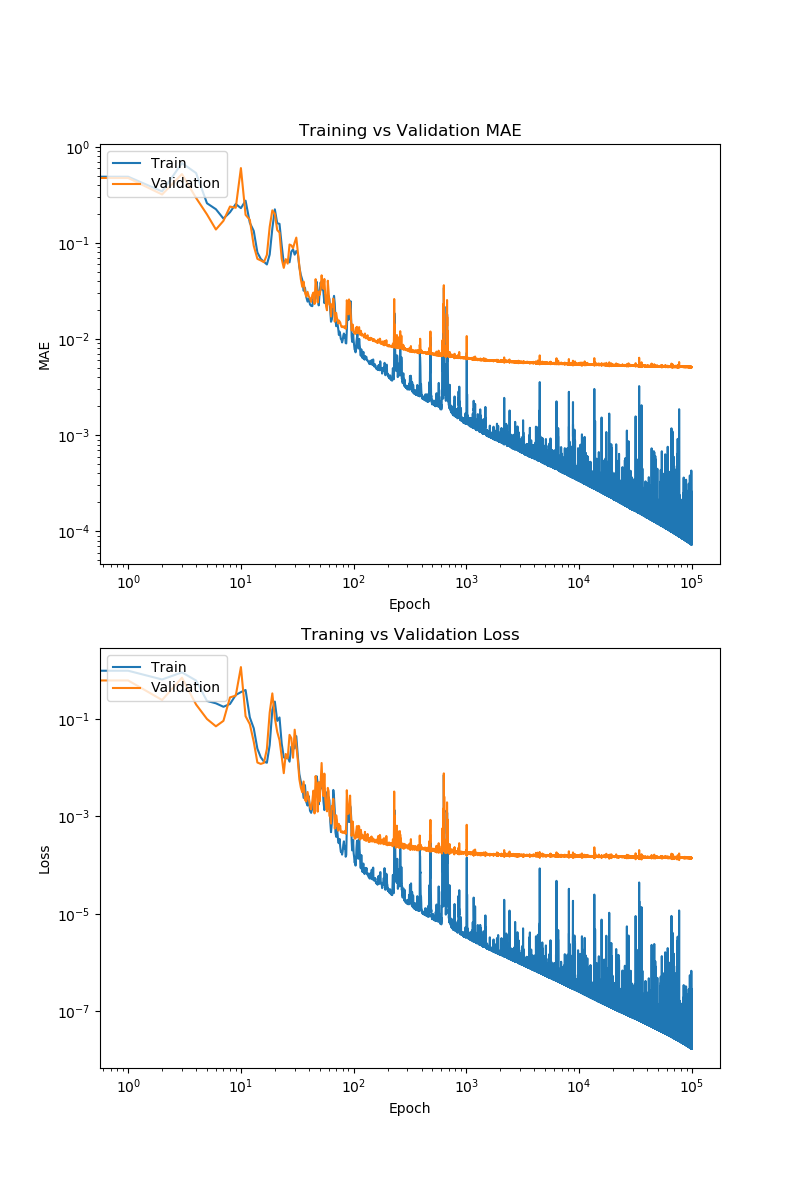 Training vs Validation MAE
10⁰
10⁻¹
10⁻²
10⁻³
10⁻⁴
MAE
Train
Validation
10⁰ 10¹ 10² 10³ 10⁴ 10⁵
Epoch
Traning vs Validation Loss
10⁻¹
10⁻³
10⁻⁵
10⁻⁷
Loss
Train
Validation
10⁰ 10¹ 10² 10³ 10⁴ 10⁵
Epoch